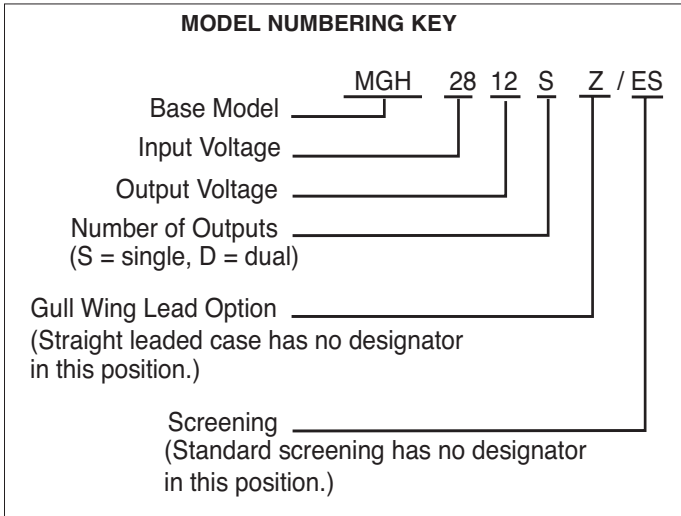 MODEL NUMBERING KEY
MGH 28 12 S Z / ES
Base Model
Input Voltage
Output Voltage
Number of Outputs
(S = single, D = dual)
Gull Wing Lead Option
(Straight leaded case has no designator
in this position.)
Screening
(Standard screening has no designator
in this position.)